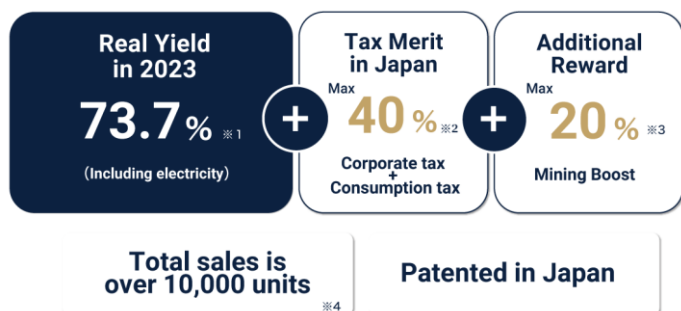 Real Yield
in 2023
73.7% ※1
(Including electricity)
+
Tax Merit
in Japan
Max
40% ※2
Corporate tax
+
Consumption tax
+
Additional
Reward
Max
20% ※3
Mining Boost
Total sales is
over 10,000 units
※4
Patented in Japan